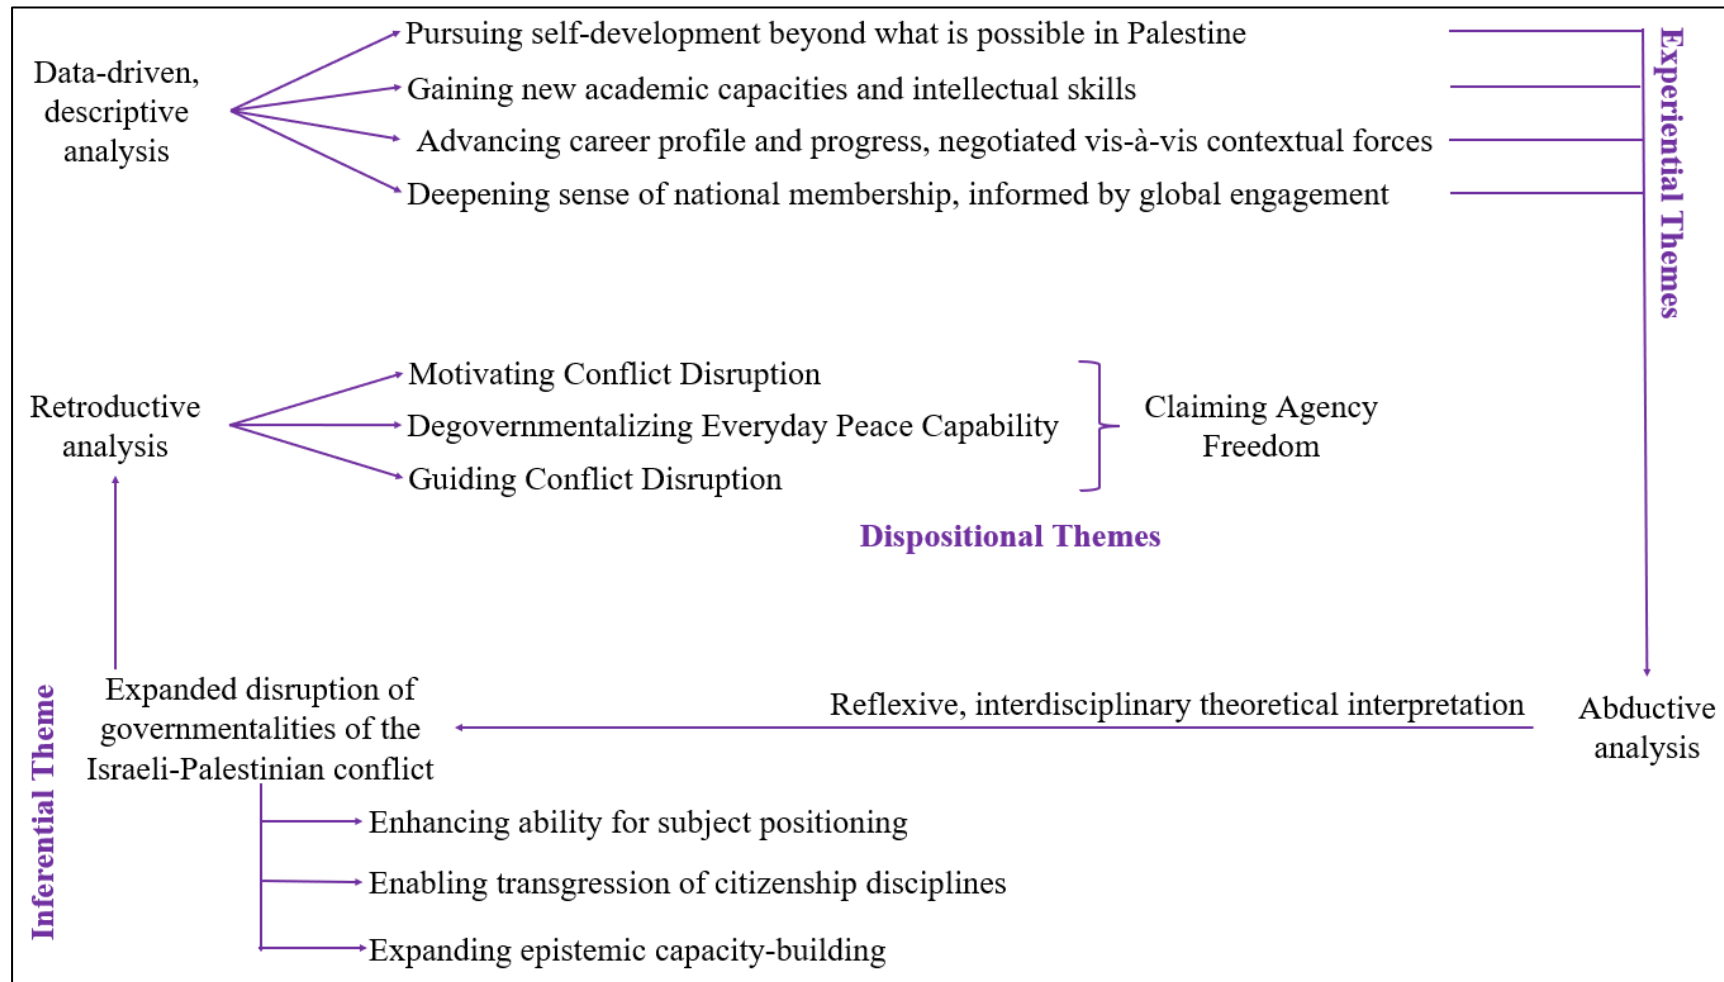 Data-driven,
descriptive
analysis
Pursuing self-development beyond what is possible in Palestine
Gaining new academic capacities and intellectual skills
Advancing career profile and progress, negotiated vis-à-vis contextual forces
Deepening sense of national membership, informed by global engagement
Experiential Themes
Retroductive
analysis
Motivating Conflict Disruption
Degovernmentalizing Everyday Peace Capability
Guiding Conflict Disruption
Claiming Agency
Freedom
Dispositional Themes
Inferential Theme
Expanded disruption of
governmentalities of the
Israeli-Palestinian conflict
Reflexive, interdisciplinary theoretical interpretation
Abductive
analysis
Enhancing ability for subject positioning
Enabling transgression of citizenship disciplines
Expanding epistemic capacity-building